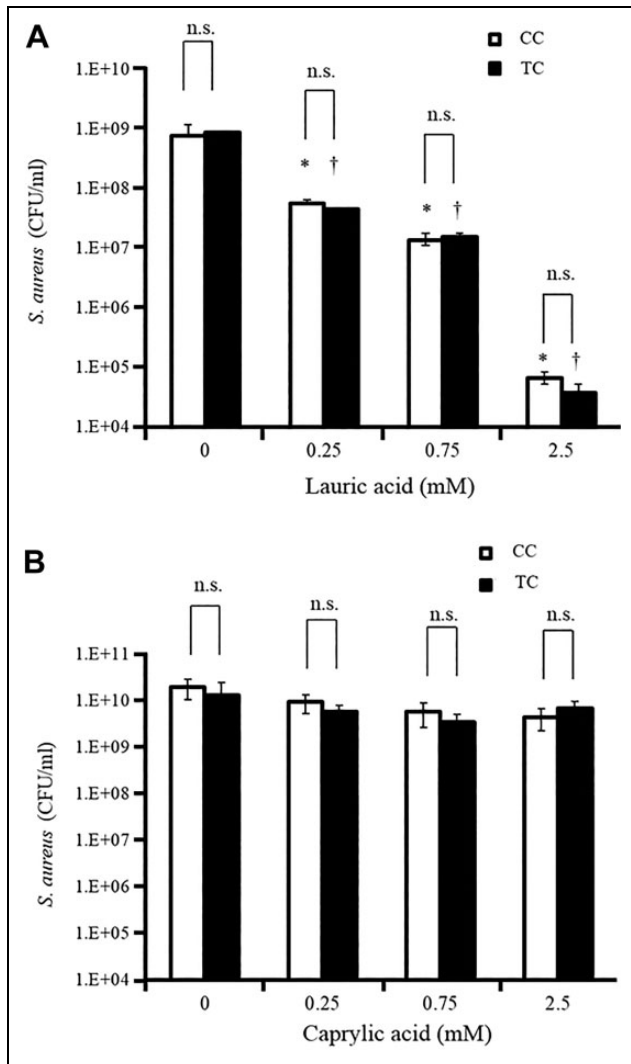 A
n.s.
CC
TC
n.s.
n.s.
n.s.
1.E+10
1.E+09
1.E+08
1.E+07
1.E+06
1.E+05
1.E+04
S. aureus (CFU/ml)
* †
* †
* †
0 0.25 0.75 2.5
Lauric acid (mM)
B
CC
TC
n.s. n.s. n.s. n.s.
1.E+11
1.E+10
1.E+09
1.E+08
1.E+07
1.E+06
1.E+05
1.E+04
S. aureus (CFU/ml)
0 0.25 0.75 2.5
Caprylic acid (mM)